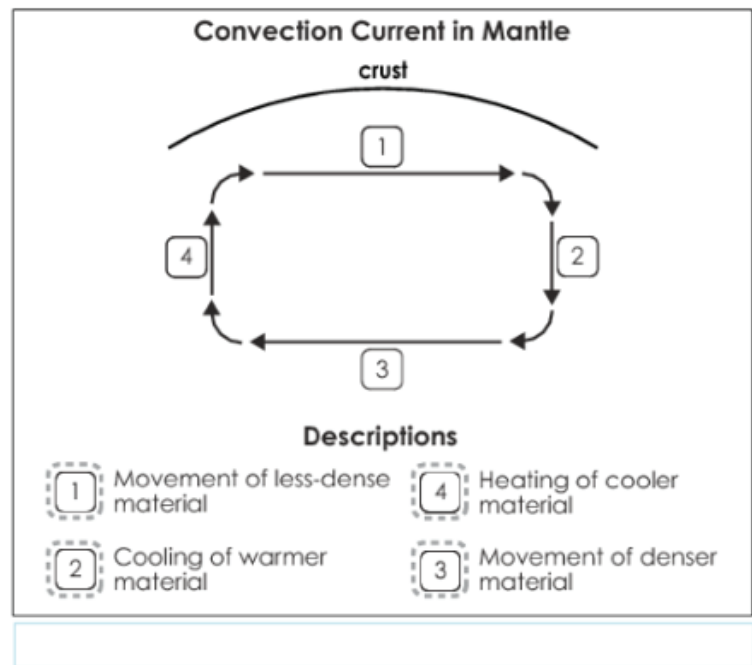 Convection Current in Mantle
crust
1
4
2
3
Descriptions
1 Movement of less-dense
material
4 Heating of cooler
material
2 Cooling of warmer
material
3 Movement of denser
material